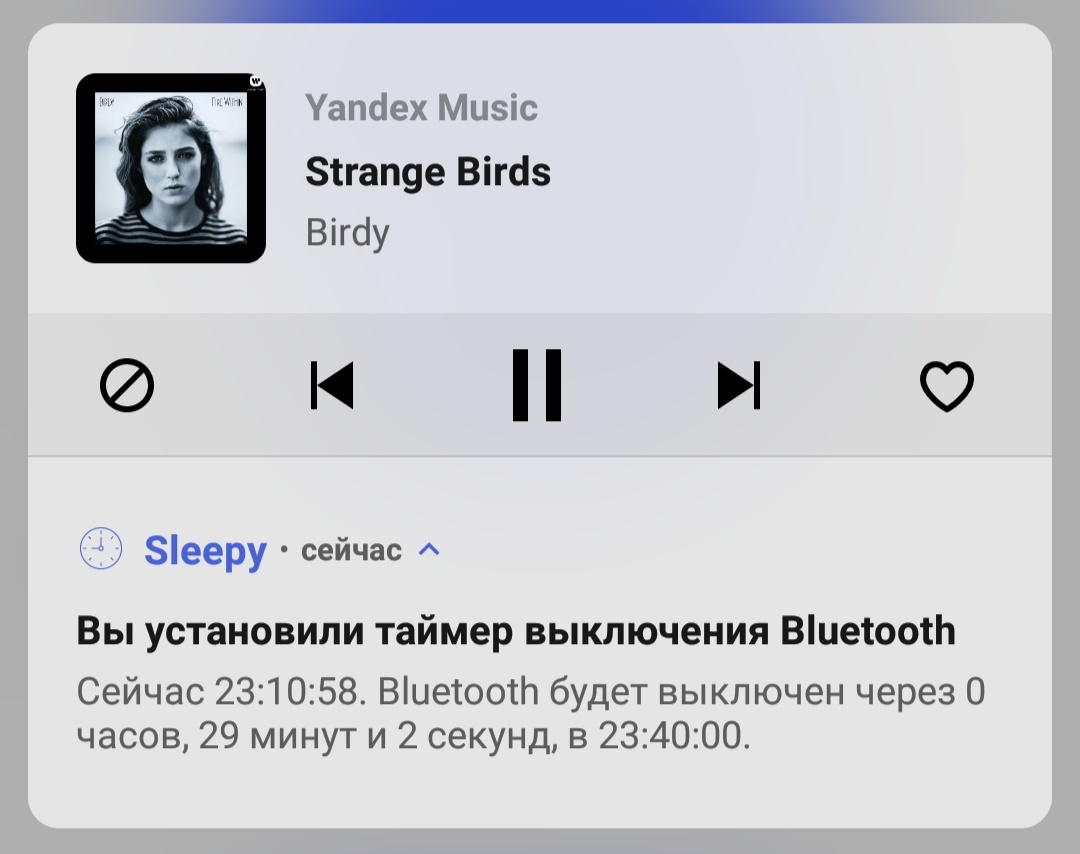 BIRDY
FIRE WITHIN
Yandex Music
Strange Birds
Birdy
Sleepy • сейчас
Вы установили таймер выключения Bluetooth
Сейчас 23:10:58. Bluetooth будет выключен через 0
часов, 29 минут и 2 секунд, в 23:40:00.